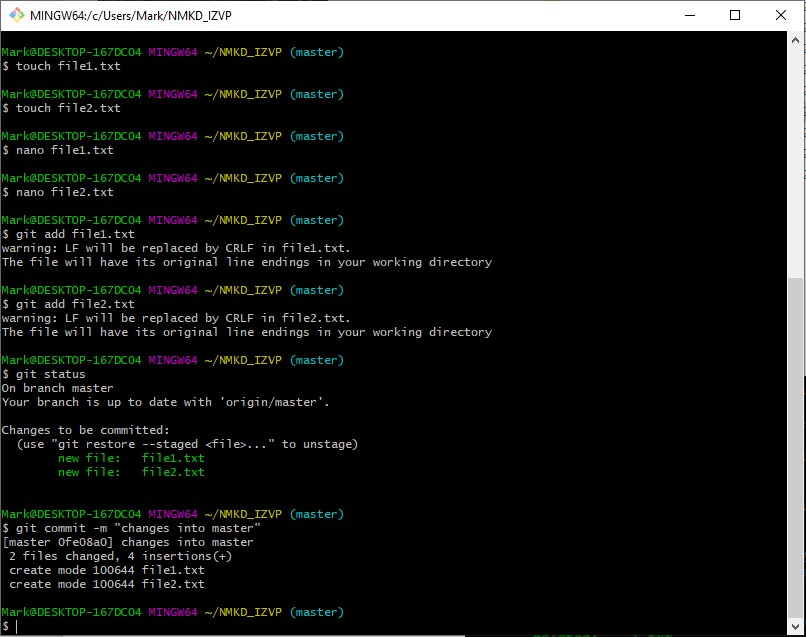 MINGW64:/c/Users/Mark/NMKD_IZVP
Mark@DESKTOP-167DCO4 MINGW64 ~/NMKD_IZVP (master)
$ touch file1.txt
Mark@DESKTOP-167DCO4 MINGW64 ~/NMKD_IZVP (master)
$ touch file2.txt
Mark@DESKTOP-167DCO4 MINGW64 ~/NMKD_IZVP (master)
$ nano file1.txt
Mark@DESKTOP-167DCO4 MINGW64 ~/NMKD_IZVP (master)
$ nano file2.txt
Mark@DESKTOP-167DCO4 MINGW64 ~/NMKD_IZVP (master)
$ git add file1.txt
warning: LF will be replaced by CRLF in file1.txt.
The file will have its original line endings in your working directory
Mark@DESKTOP-167DCO4 MINGW64 ~/NMKD_IZVP (master)
$ git add file2.txt
warning: LF will be replaced by CRLF in file2.txt.
The file will have its original line endings in your working directory
Mark@DESKTOP-167DCO4 MINGW64 ~/NMKD_IZVP (master)
$ git status
On branch master
Your branch is up to date with 'origin/master'.
Changes to be committed:
(use "git restore --staged <file>..." to unstage)
new file: file1.txt
new file: file2.txt
Mark@DESKTOP-167DCO4 MINGW64 ~/NMKD_IZVP (master)
$ git commit -m "changes into master"
[master 0fe08a0] changes into master
2 files changed, 4 insertions(+)
create mode 100644 file1.txt
create mode 100644 file2.txt
Mark@DESKTOP-167DCO4 MINGW64 ~/NMKD_IZVP (master)
$